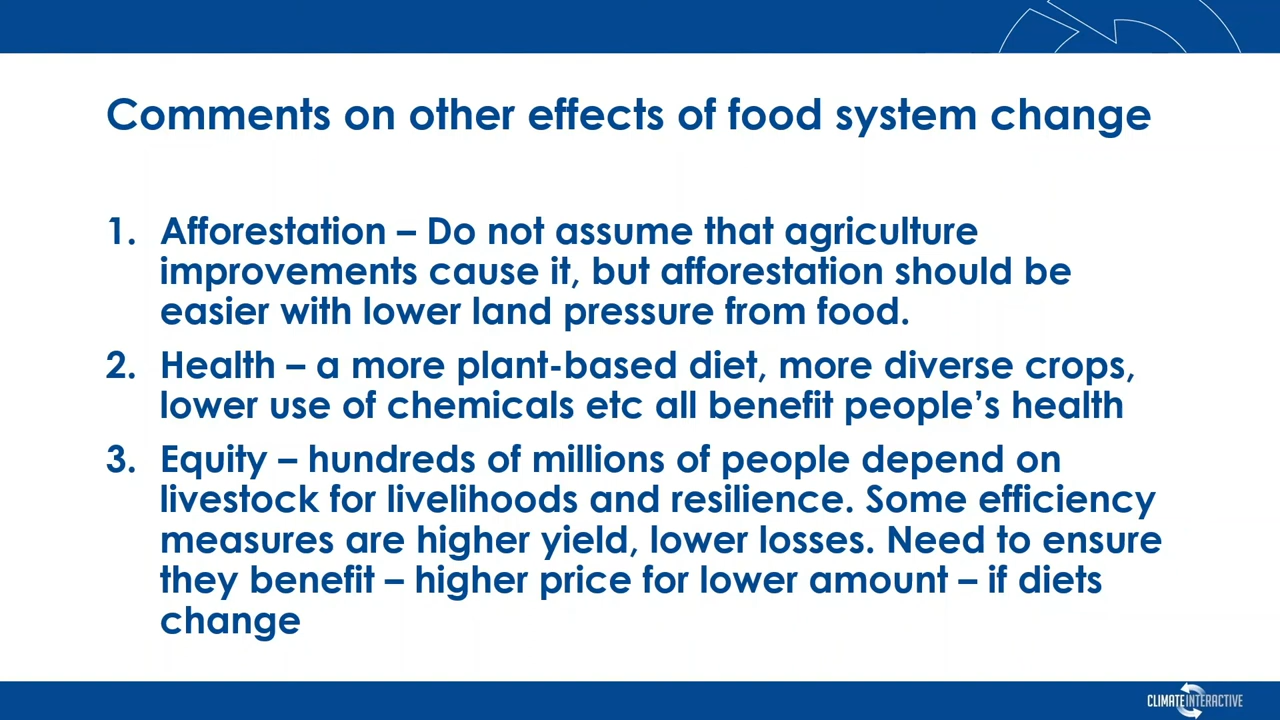 Comments on other effects of food system change
1. Afforestation – Do not assume that agriculture
improvements cause it, but afforestation should be
easier with lower land pressure from food.
2. Health – a more plant-based diet, more diverse crops,
lower use of chemicals etc all benefit people’s health
3. Equity – hundreds of millions of people depend on
livestock for livelihoods and resilience. Some efficiency
measures are higher yield, lower losses. Need to ensure
they benefit – higher price for lower amount – if diets
change
CLIMATE INTERACTIVE